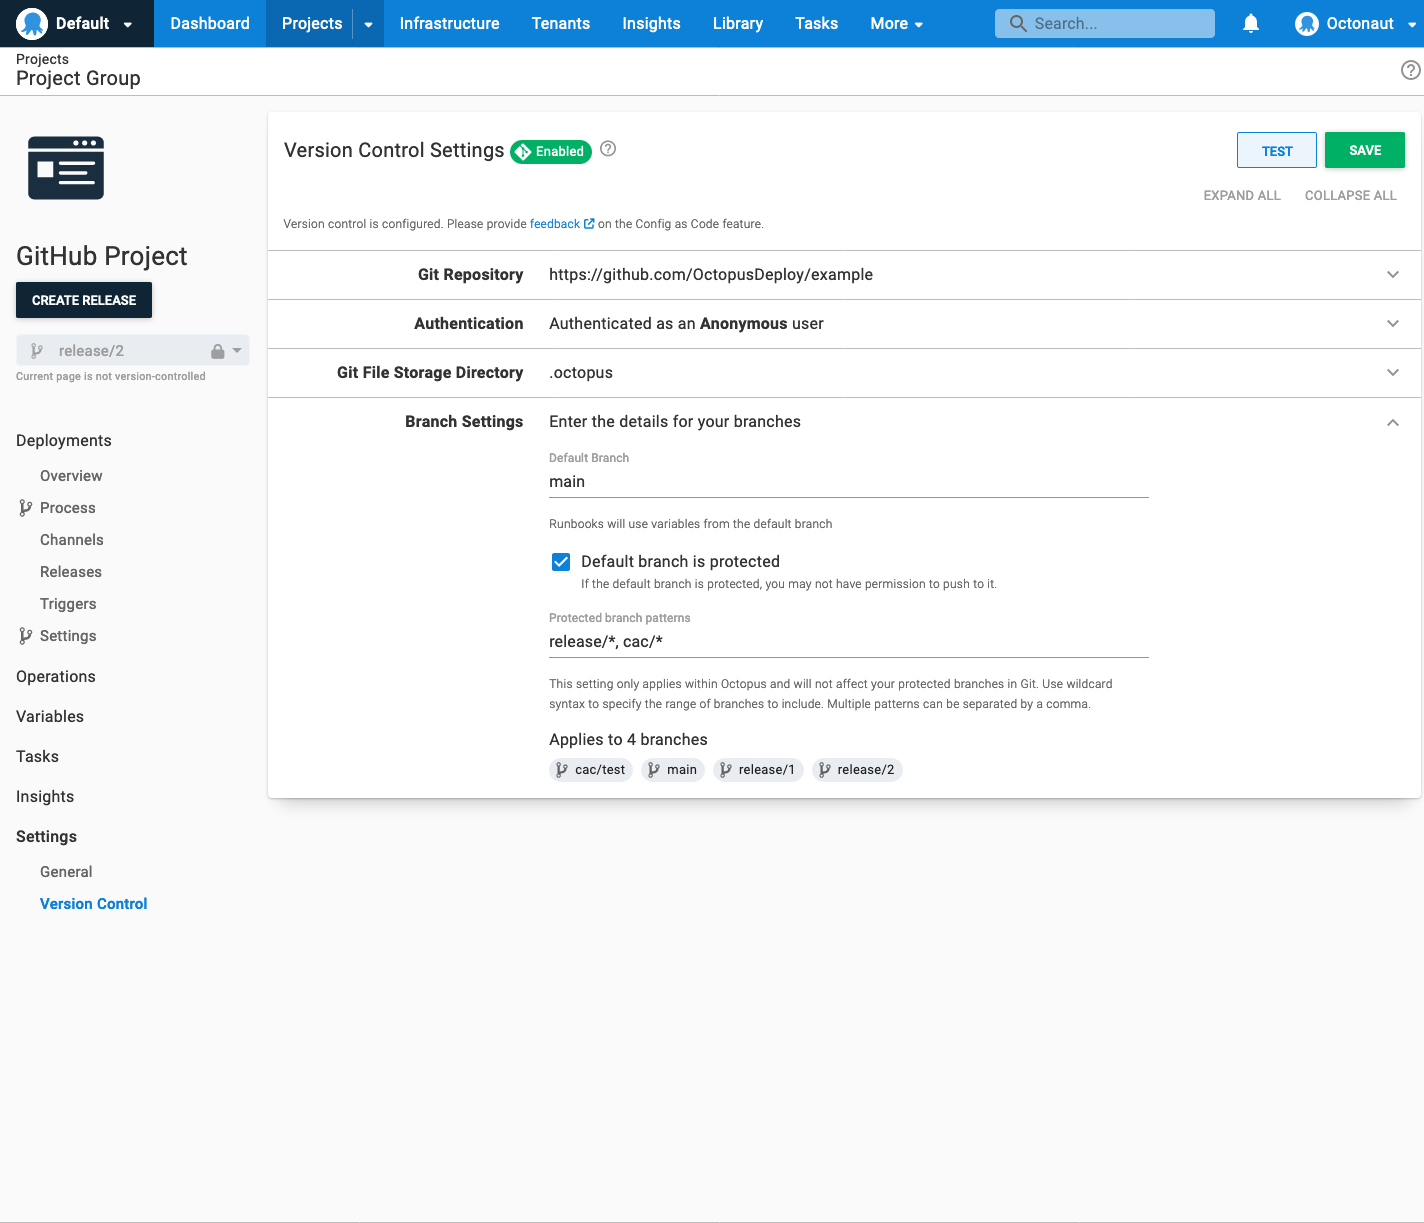 Default
Dashboard
Projects
Infrastructure
Tenants
Insights
Library
Tasks
More
Search...
Octonaut
Projects
Project Group
GitHub Project
CREATE RELEASE
release/2
Current page is not version-controlled
Deployments
Overview
Process
Channels
Releases
Triggers
Settings
Operations
Variables
Tasks
Insights
Settings
General
Version Control
Version Control Settings Enabled
TEST
SAVE
EXPAND ALL
COLLAPSE ALL
Version control is configured. Please provide feedback on the Config as Code feature.
Git Repository https://github.com/OctopusDeploy/example
Authentication Authenticated as an Anonymous user
Git File Storage Directory .octopus
Branch Settings Enter the details for your branches
Default Branch
main
Runbooks will use variables from the default branch
Default branch is protected
If the default branch is protected, you may not have permission to push to it.
Protected branch patterns
release/*, cac/*
This setting only applies within Octopus and will not affect your protected branches in Git. Use wildcard
syntax to specify the range of branches to include. Multiple patterns can be separated by a comma.
Applies to 4 branches
cac/test main release/1 release/2